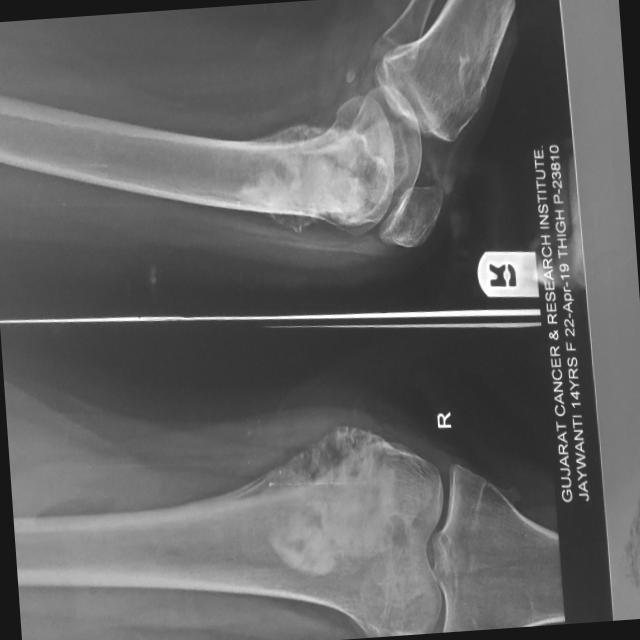 GUJARAT CANCER & RESEARCH INSTITUTE.
JAYWANTI 14YRS F 22-Apr-19 THIGH P-23810
R
R